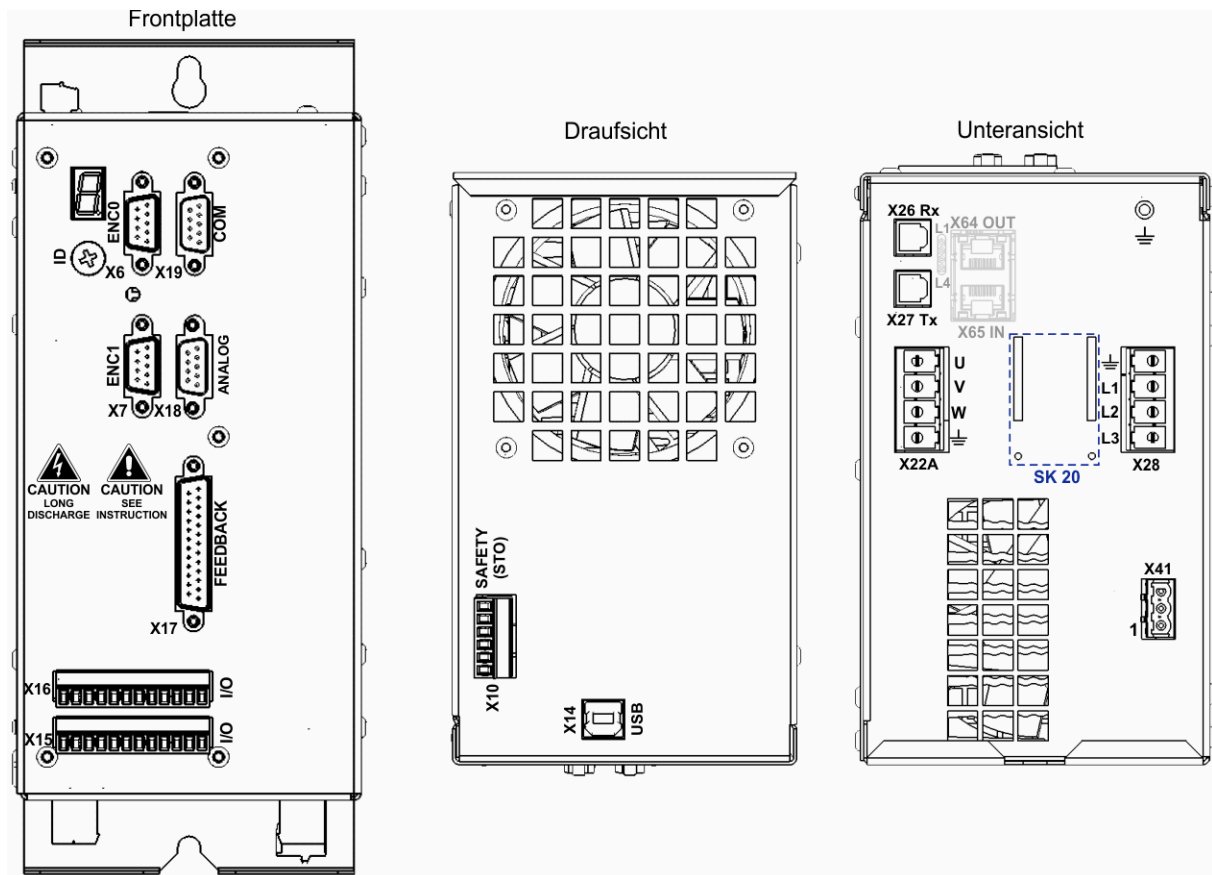 Frontplatte
ENC0
COM
ID
X6
X19
ENC1
ANALOG
X7
X18
CAUTION
LONG
DISCHARGE
CAUTION
SEE
INSTRUCTION
FEEDBACK
X17
X16
I/O
X15
I/O
Draufsicht
SAFETY
(STO)
X10
X14
USB
Unteransicht
X26 Rx
L1
X64 OUT
L4
X27 Tx
X65 IN
U
V
W
X22A
L1
L2
L3
X28
SK 20
X41
1